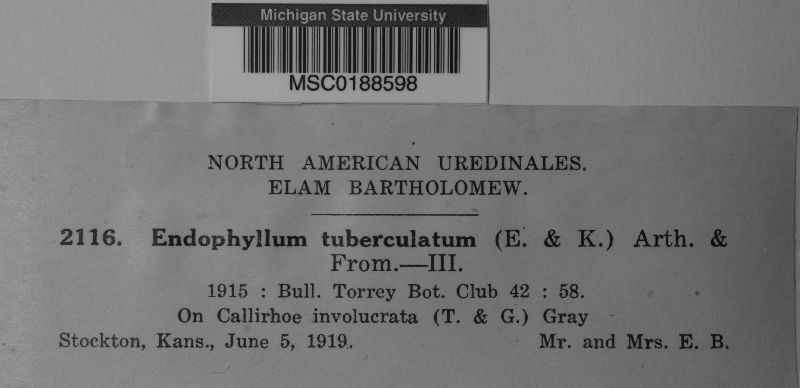 Michigan State University
MSC0188598
NORTH AMERICAN UREDINALES.
ELAM BARTHOLOMEW.
2116. Endophyllum tuberculatum (E. & K.) Arth. &
From.—III.
1915 : Bull. Torrey Bot. Club 42 : 58.
On Callirhoe involucrata (T. & G.) Gray
Stockton, Kans., June 5, 1919. Mr. and Mrs. E. B.